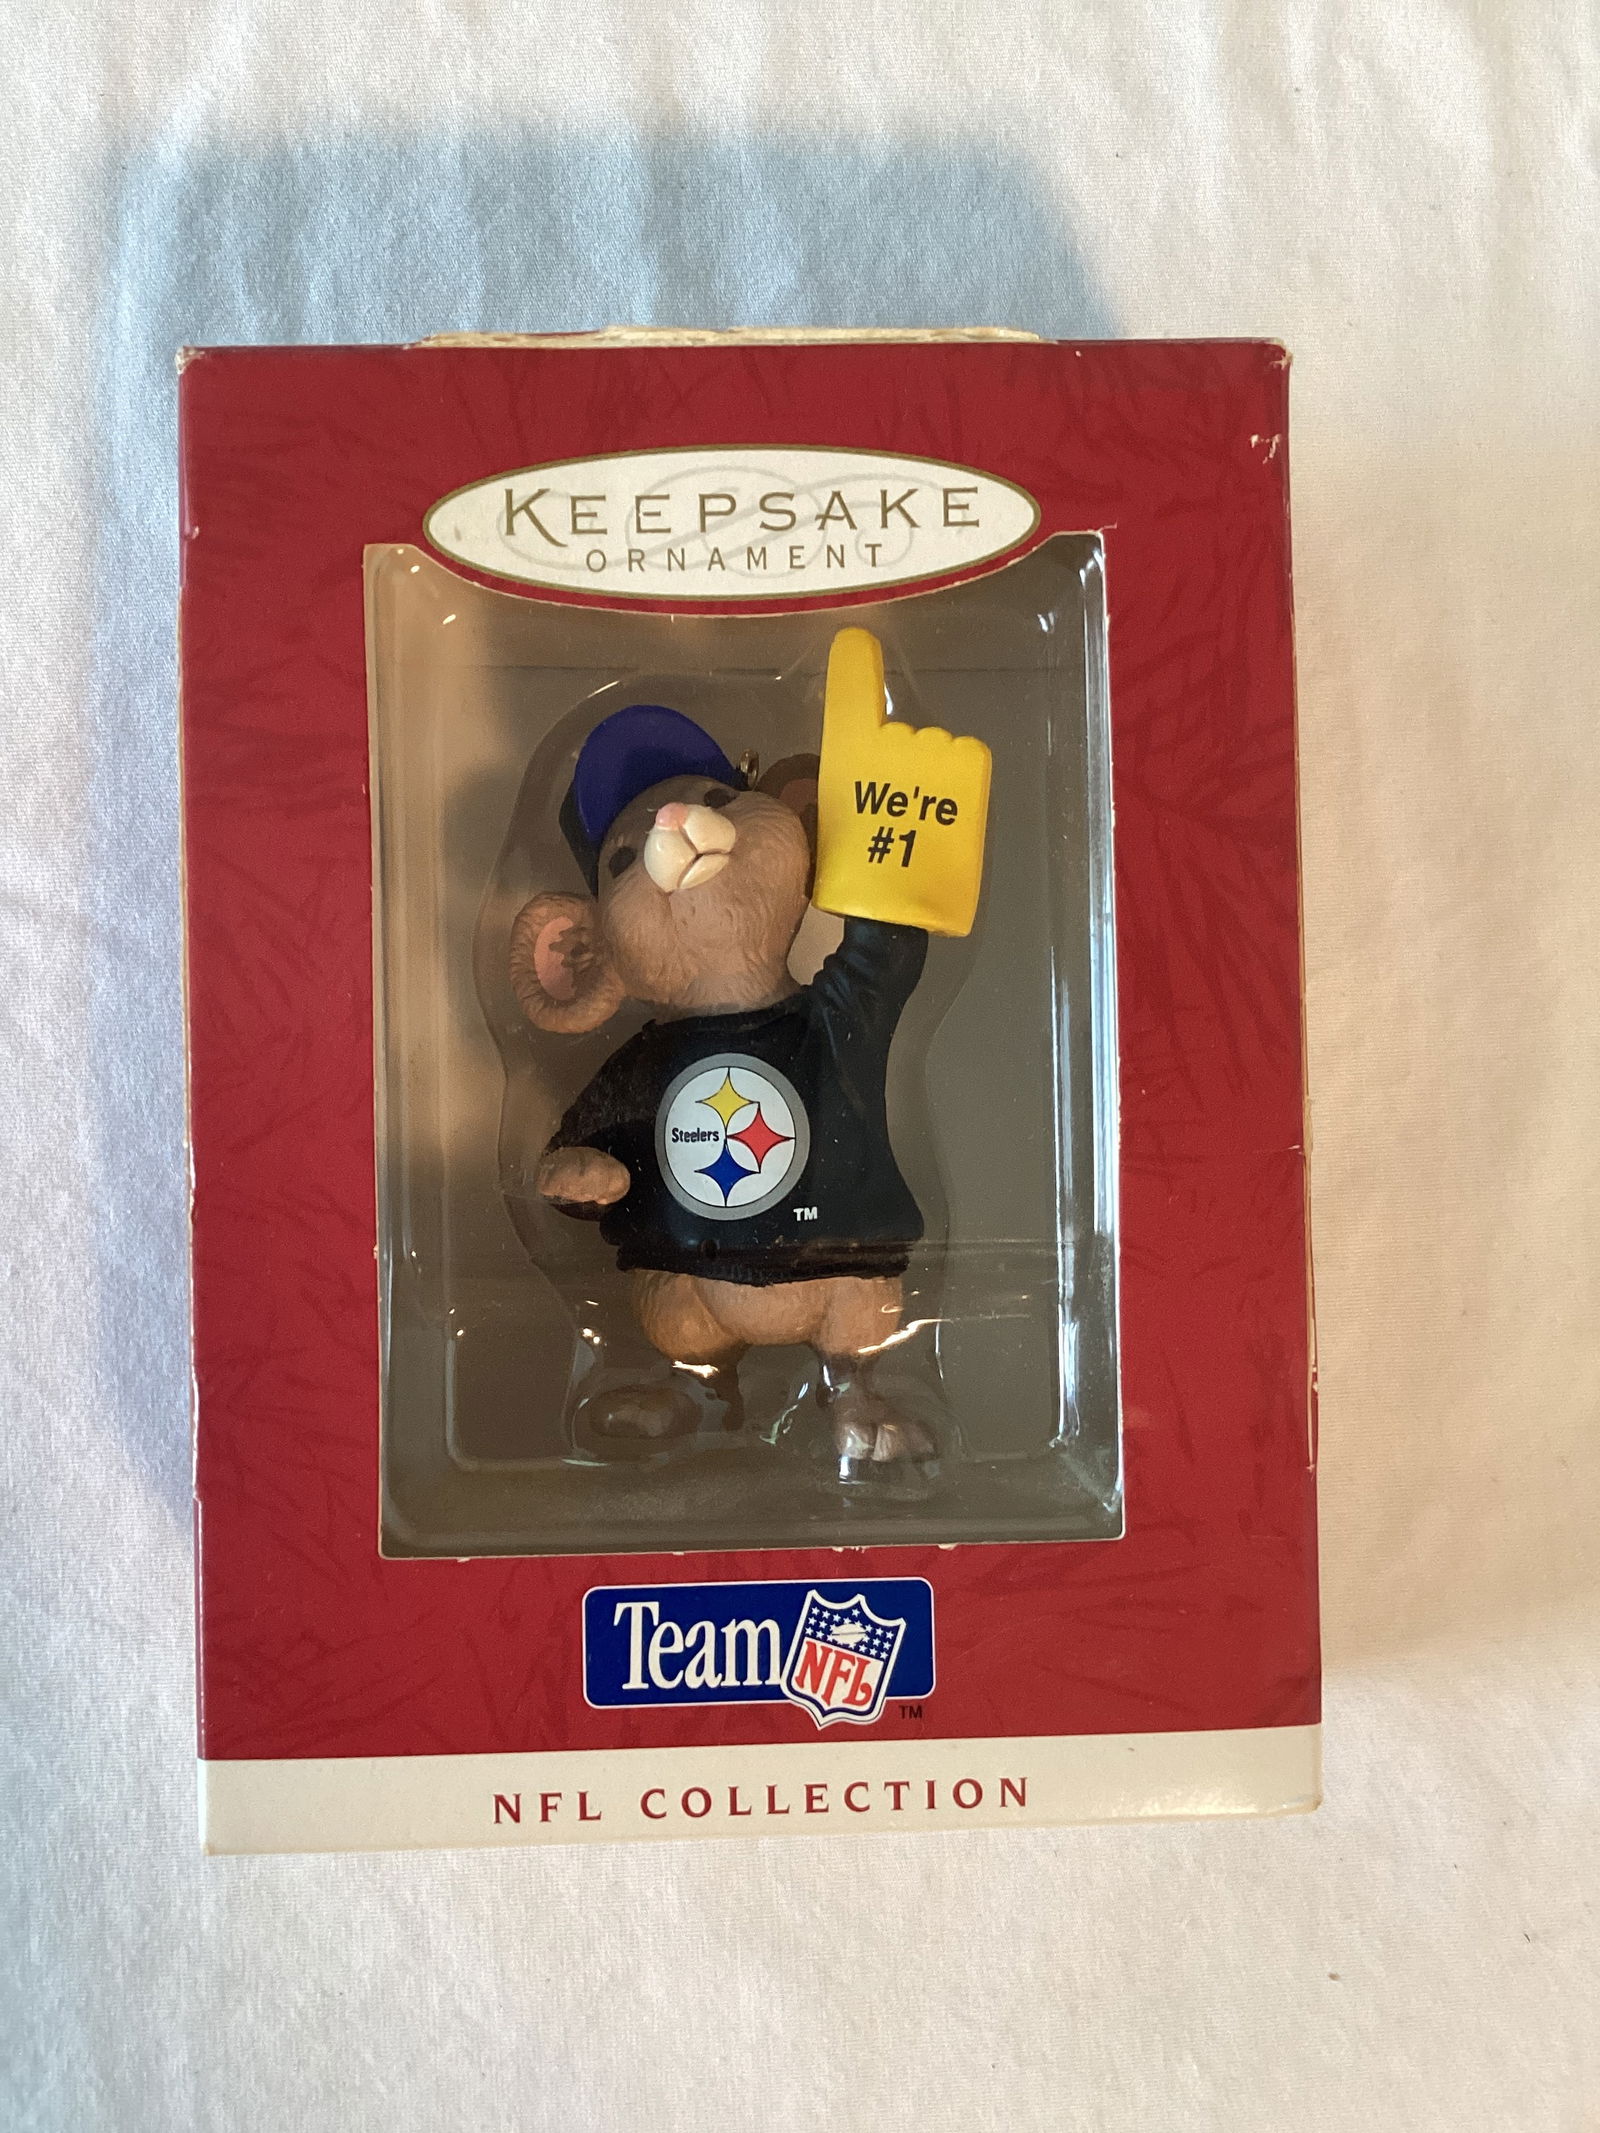 KEEPSAKE
ORNAMENT
We're
#1
Steelers
TM
Team NFL
TM
NFL COLLECTION